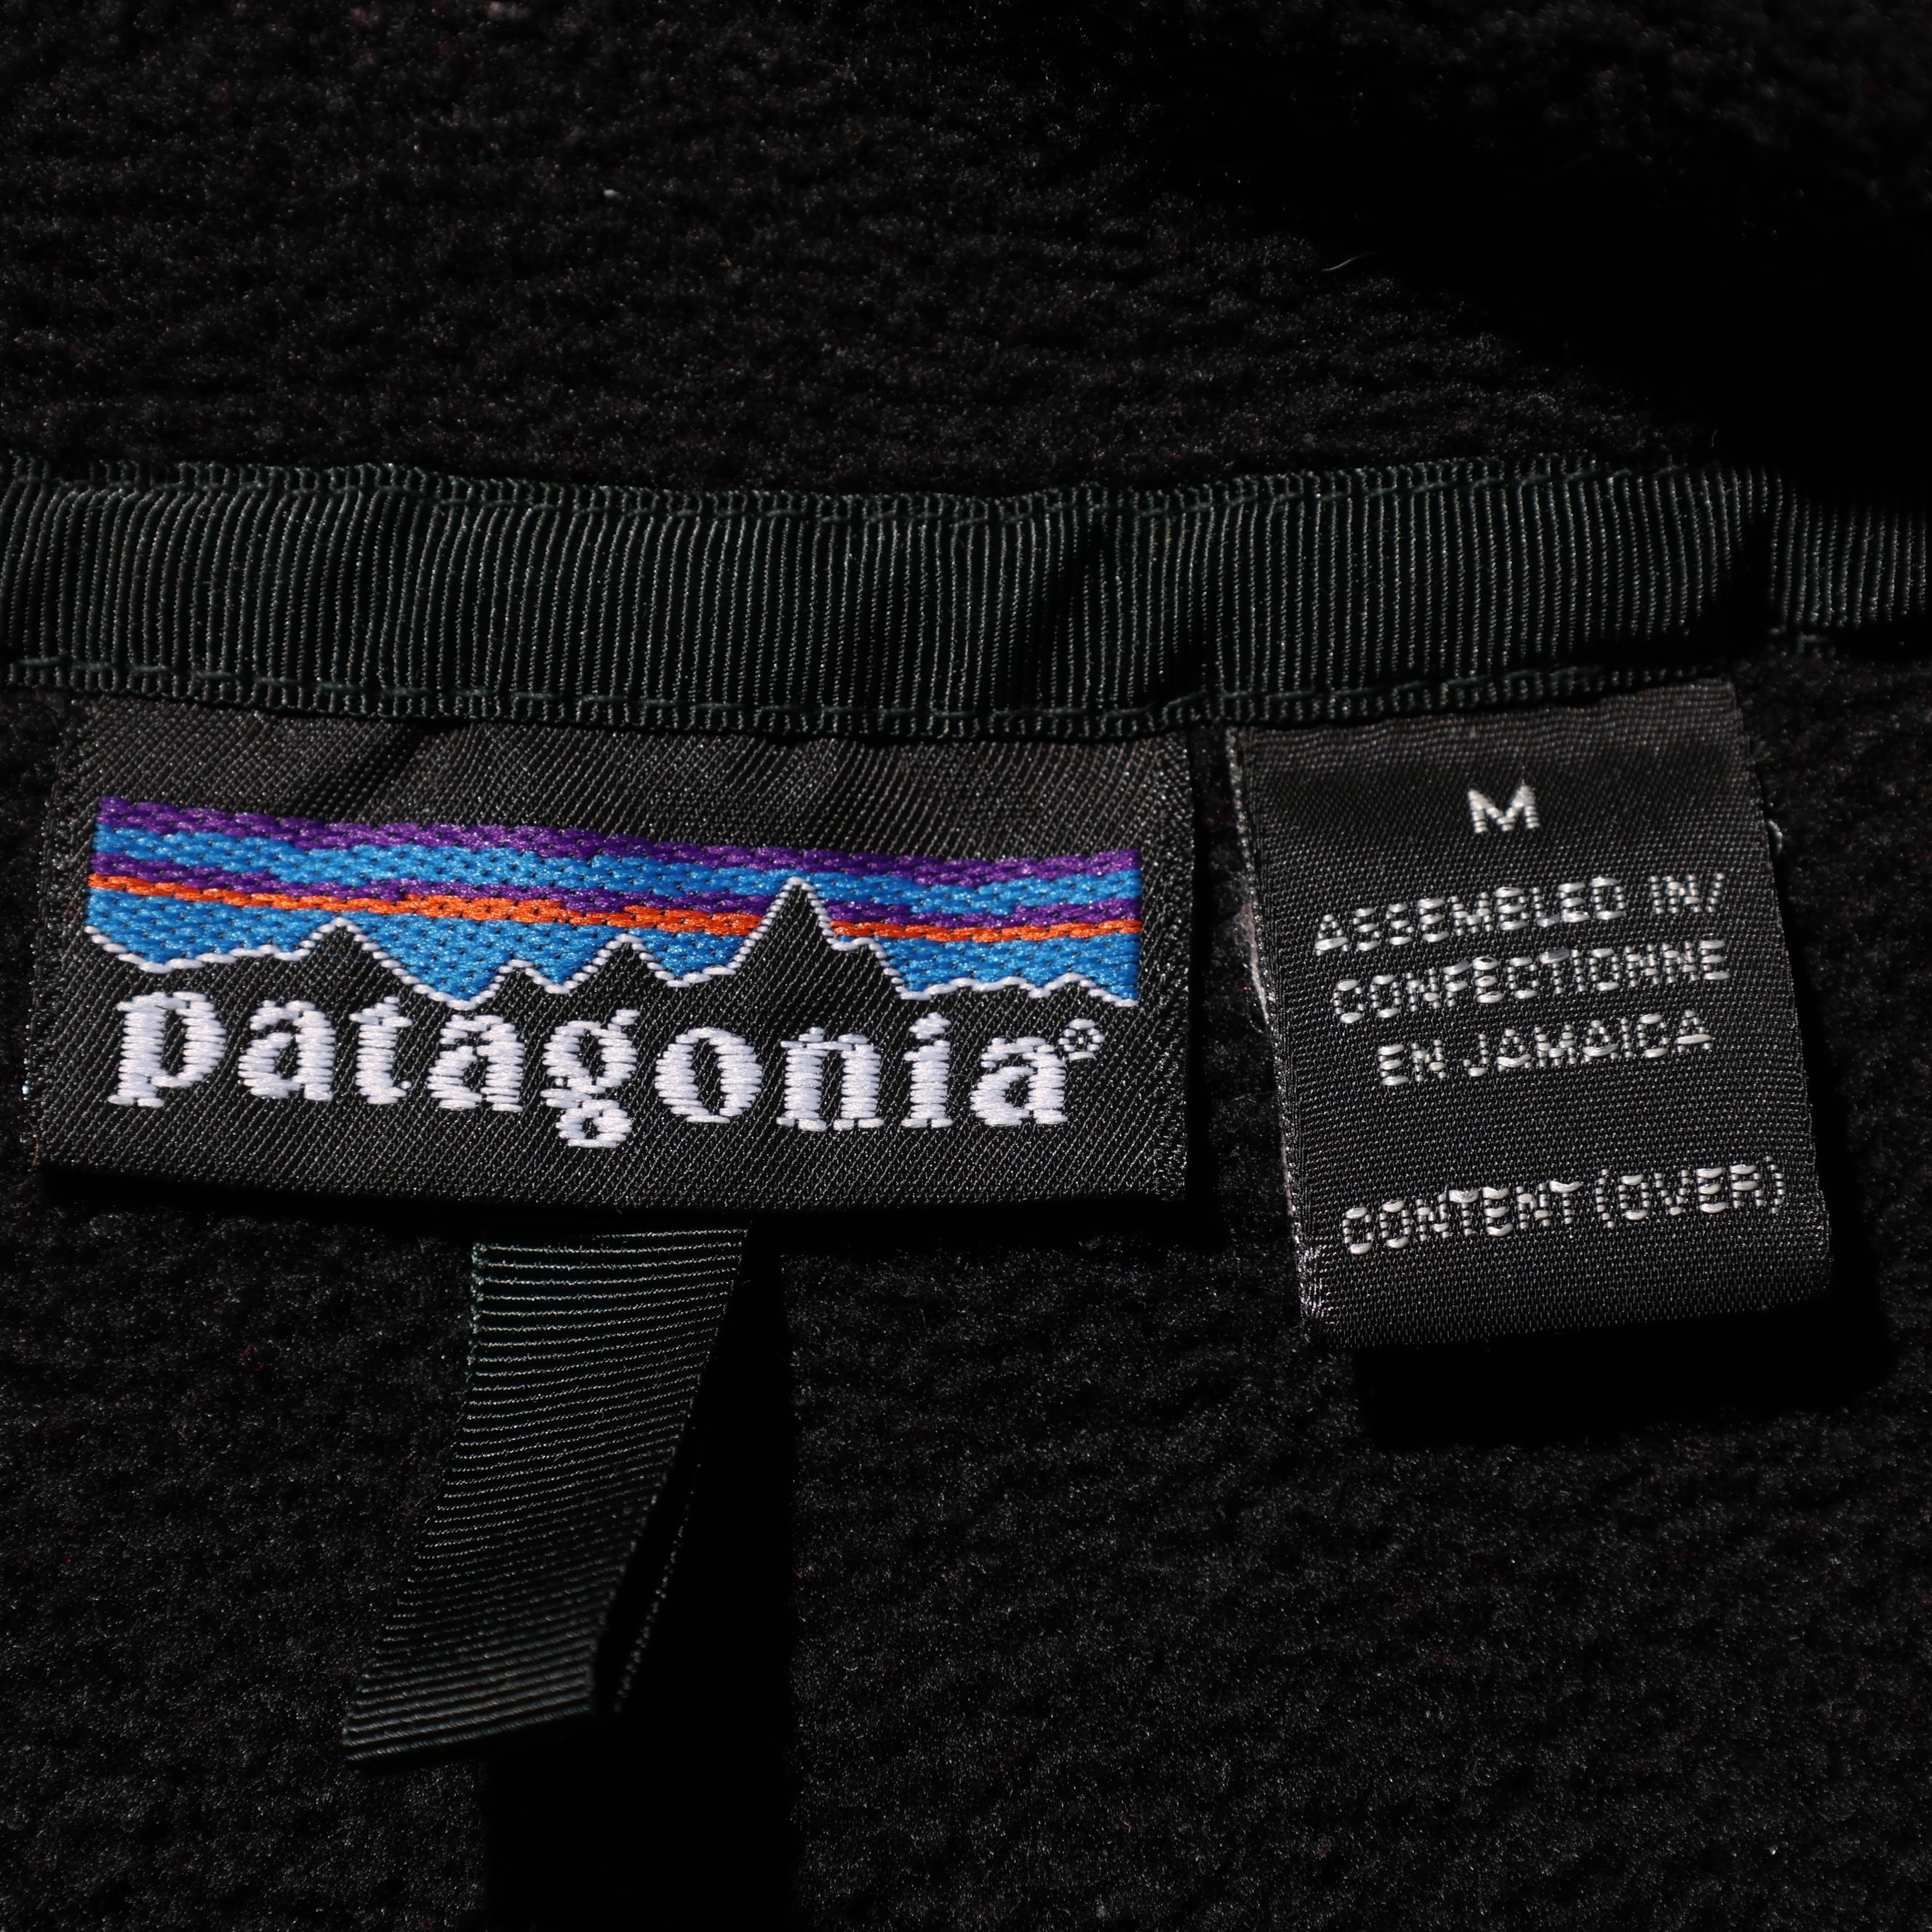 patagonia®
M
ASSEMBLED IN/
CONFECTIONNE
EN JAMAICA
CONTENT (OVER)